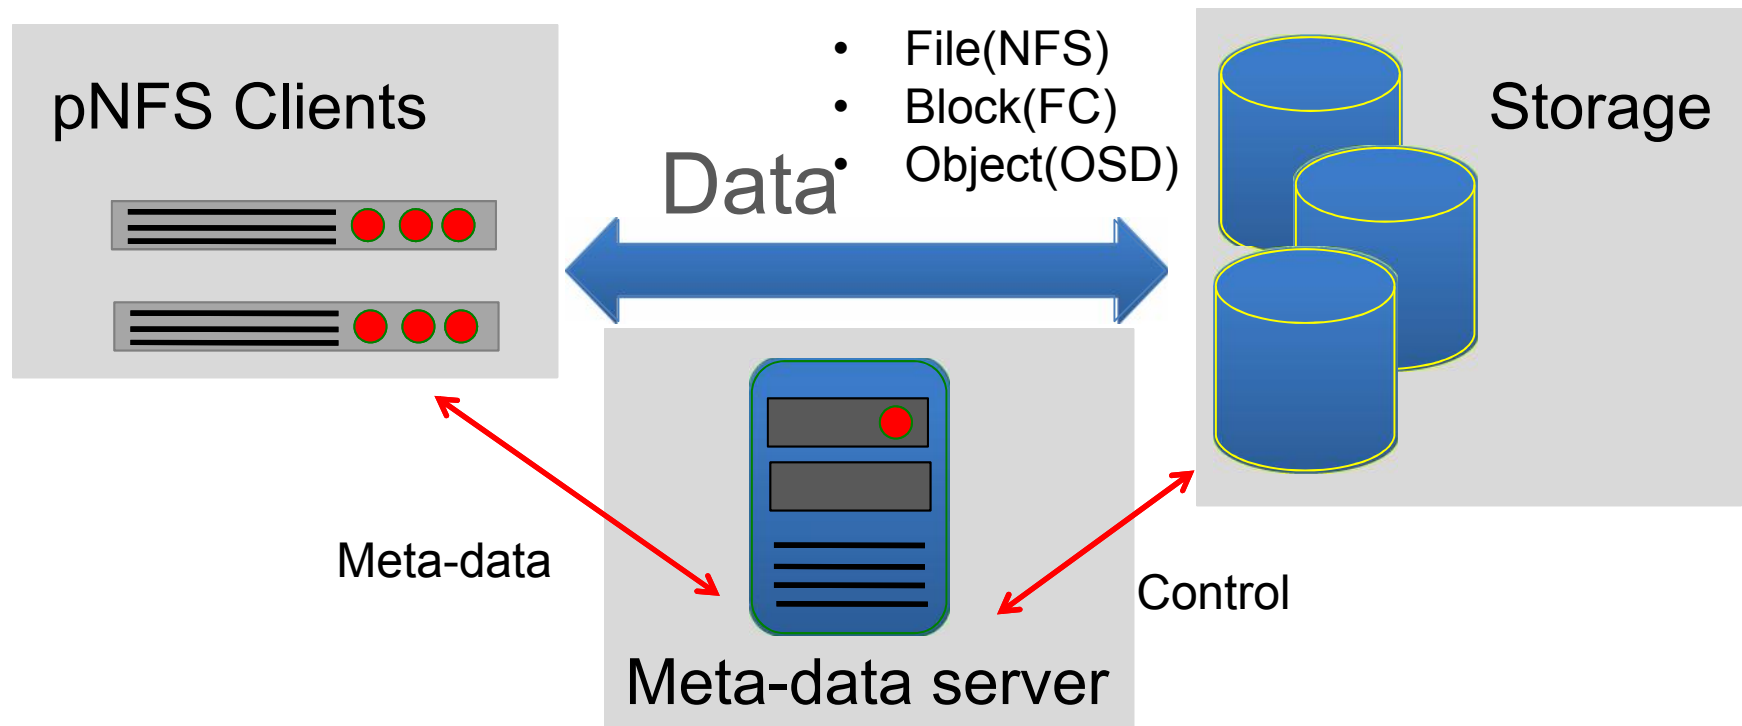 pNFS Clients
Data
• File(NFS)
• Block(FC)
• Object(OSD)
Storage
Meta-data
Control
Meta-data server